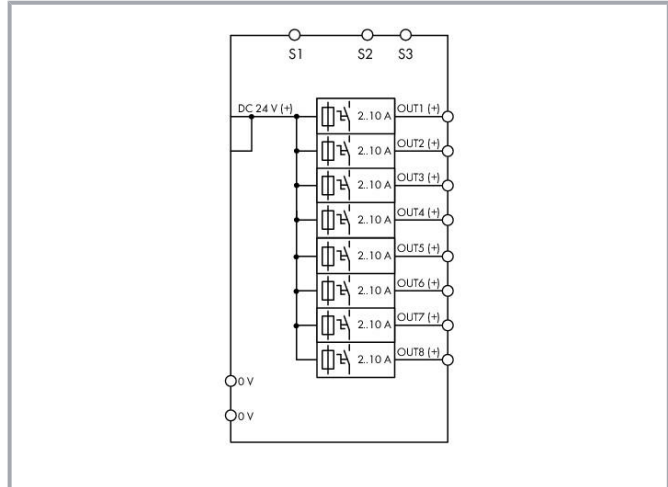 S1 S2 S3
DC 24 V (+) 2..10 A OUT1 (+)
2..10 A OUT2 (+)
2..10 A OUT3 (+)
2..10 A OUT4 (+)
2..10 A OUT5 (+)
2..10 A OUT6 (+)
2..10 A OUT7 (+)
2..10 A OUT8 (+)
0 V
0 V